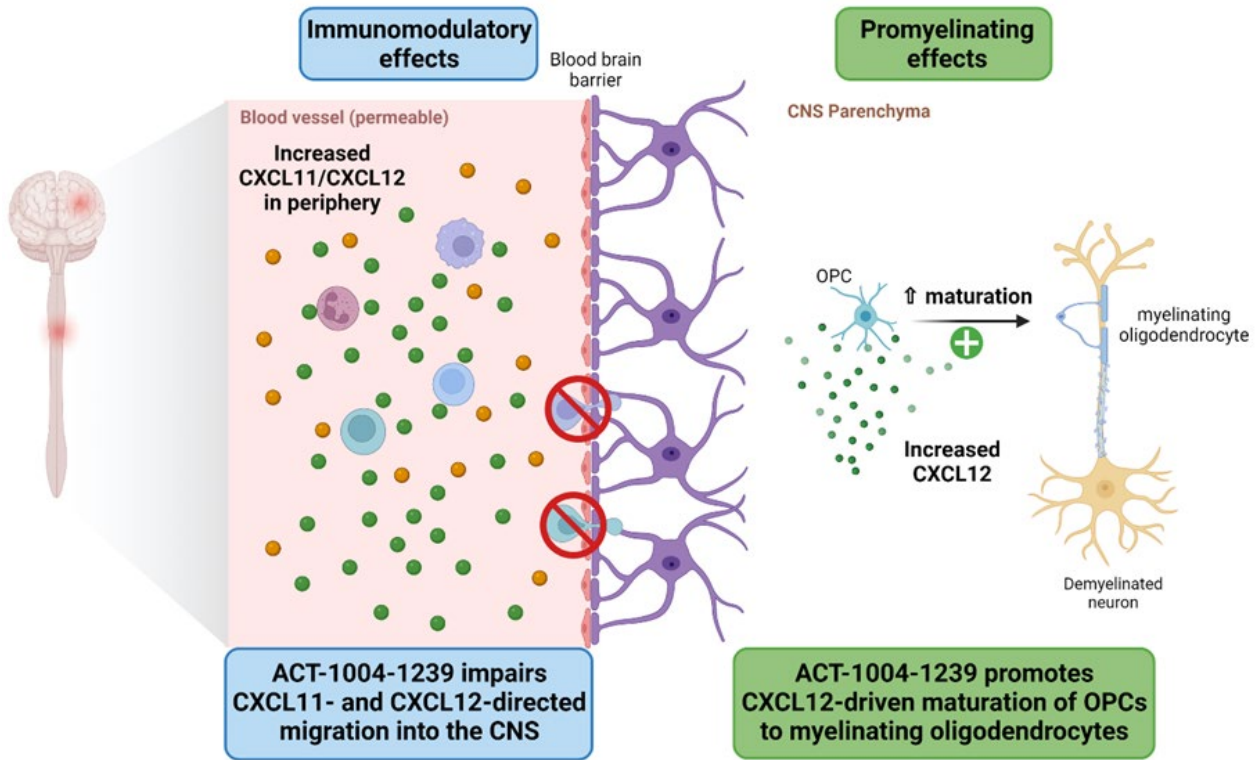 Immunomodulatory
effects
Promyelinating
effects
Blood brain
barrier
Blood vessel (permeable)
CNS Parenchyma
Increased
CXCL11/CXCL12
in periphery
OPC
⇧ maturation
myelinating
oligodendrocyte
Increased
CXCL12
Demyelinated
neuron
ACT-1004-1239 impairs
CXCL11- and CXCL12-directed
migration into the CNS
ACT-1004-1239 promotes
CXCL12-driven maturation of OPCs
to myelinating oligodendrocytes